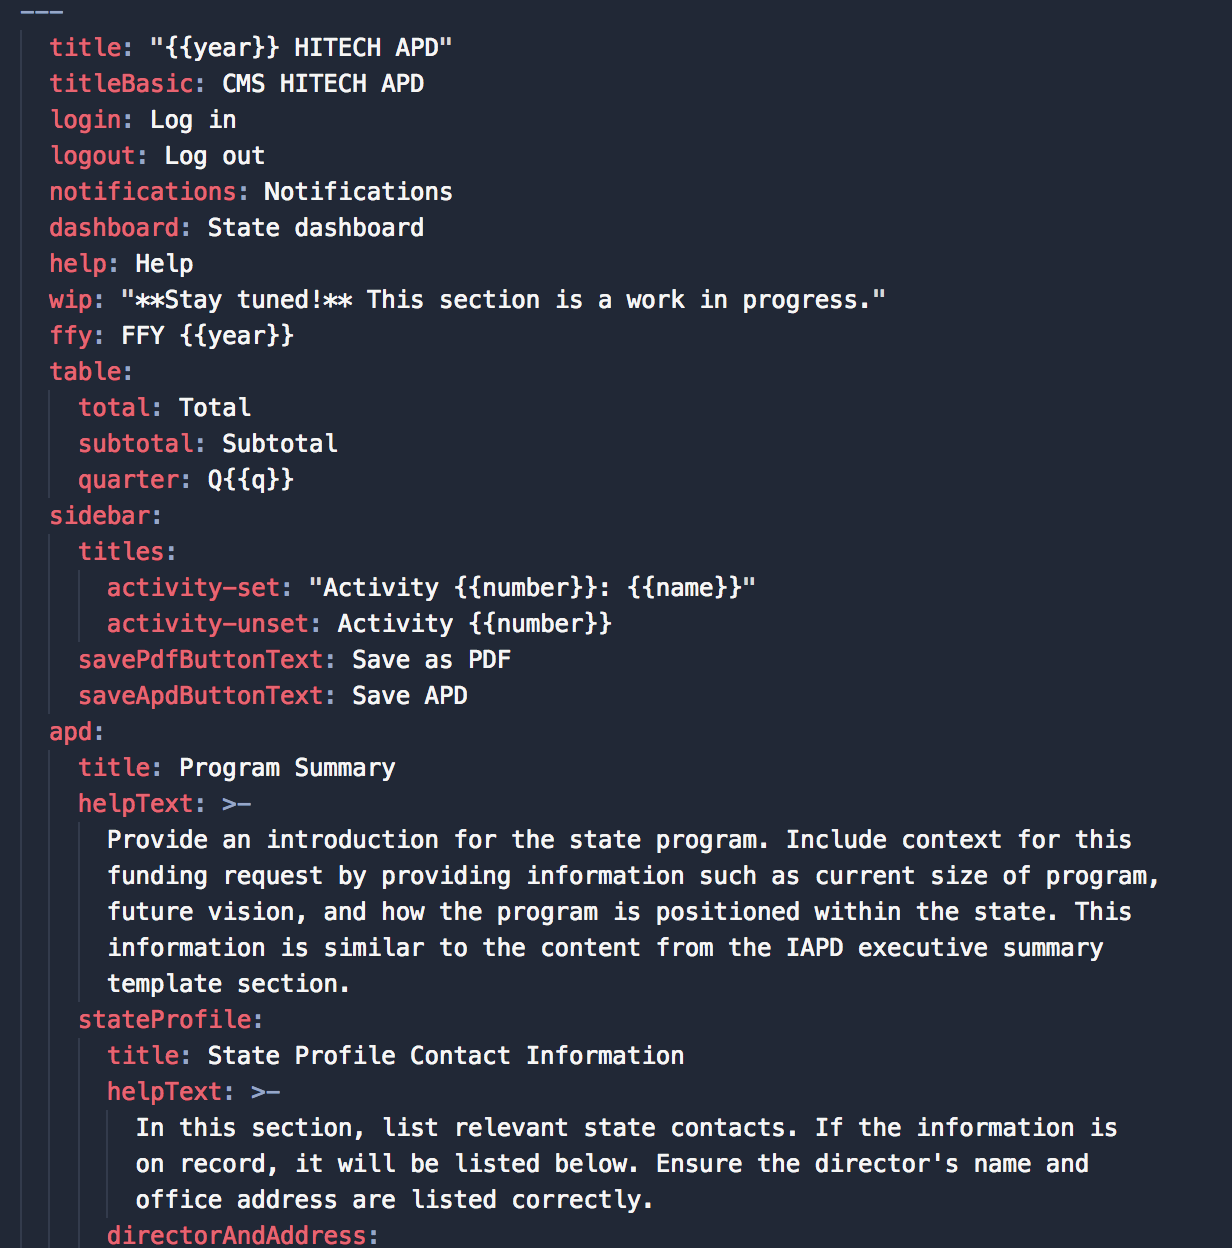 ---
title: "{{year}} HITECH APD"
titleBasic: CMS HITECH APD
login: Log in
logout: Log out
notifications: Notifications
dashboard: State dashboard
help: Help
wip: "**Stay tuned!** This section is a work in progress."
ffy: FFY {{year}}
table:
  total: Total
  subtotal: Subtotal
  quarter: Q{{q}}
sidebar:
  titles:
    activity-set: "Activity {{number}}: {{name}}"
    activity-unset: Activity {{number}}
  savePdfButtonText: Save as PDF
  saveApdButtonText: Save APD
apd:
  title: Program Summary
  helpText: >-
    Provide an introduction for the state program. Include context for this
    funding request by providing information such as current size of program,
    future vision, and how the program is positioned within the state. This
    information is similar to the content from the IAPD executive summary
    template section.
  stateProfile:
    title: State Profile Contact Information
    helpText: >-
      In this section, list relevant state contacts. If the information is
      on record, it will be listed below. Ensure the director's name and
      office address are listed correctly.
    directorAndAddress: